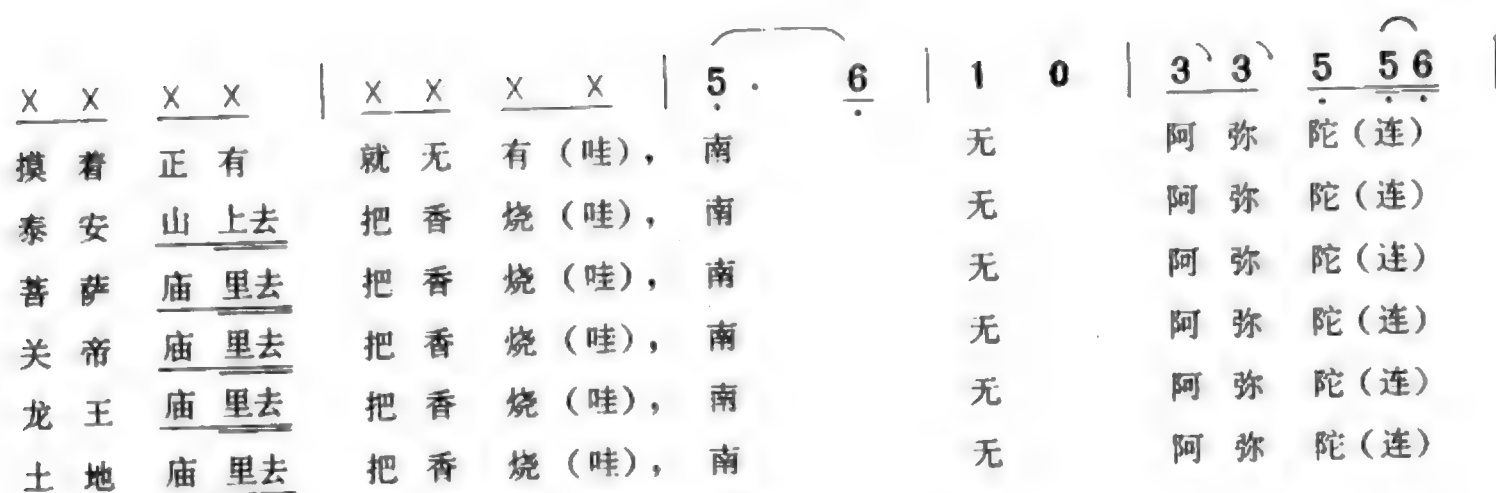 X X X X | X X X X | 5 . 6 | 1 0 | 3 3 5 5 6 |
摸着 正有 就无 有(哇), 南 无 阿弥 陀(连)
泰安 山上去 把香 烧(哇), 南 无 阿弥 陀(连)
菩萨 庙里去 把香 烧(哇), 南 无 阿弥 陀(连)
关帝 庙里去 把香 烧(哇), 南 无 阿弥 陀(连)
龙王 庙里去 把香 烧(哇), 南 无 阿弥 陀(连)
土地 庙里去 把香 烧(哇), 南 无 阿弥 陀(连)